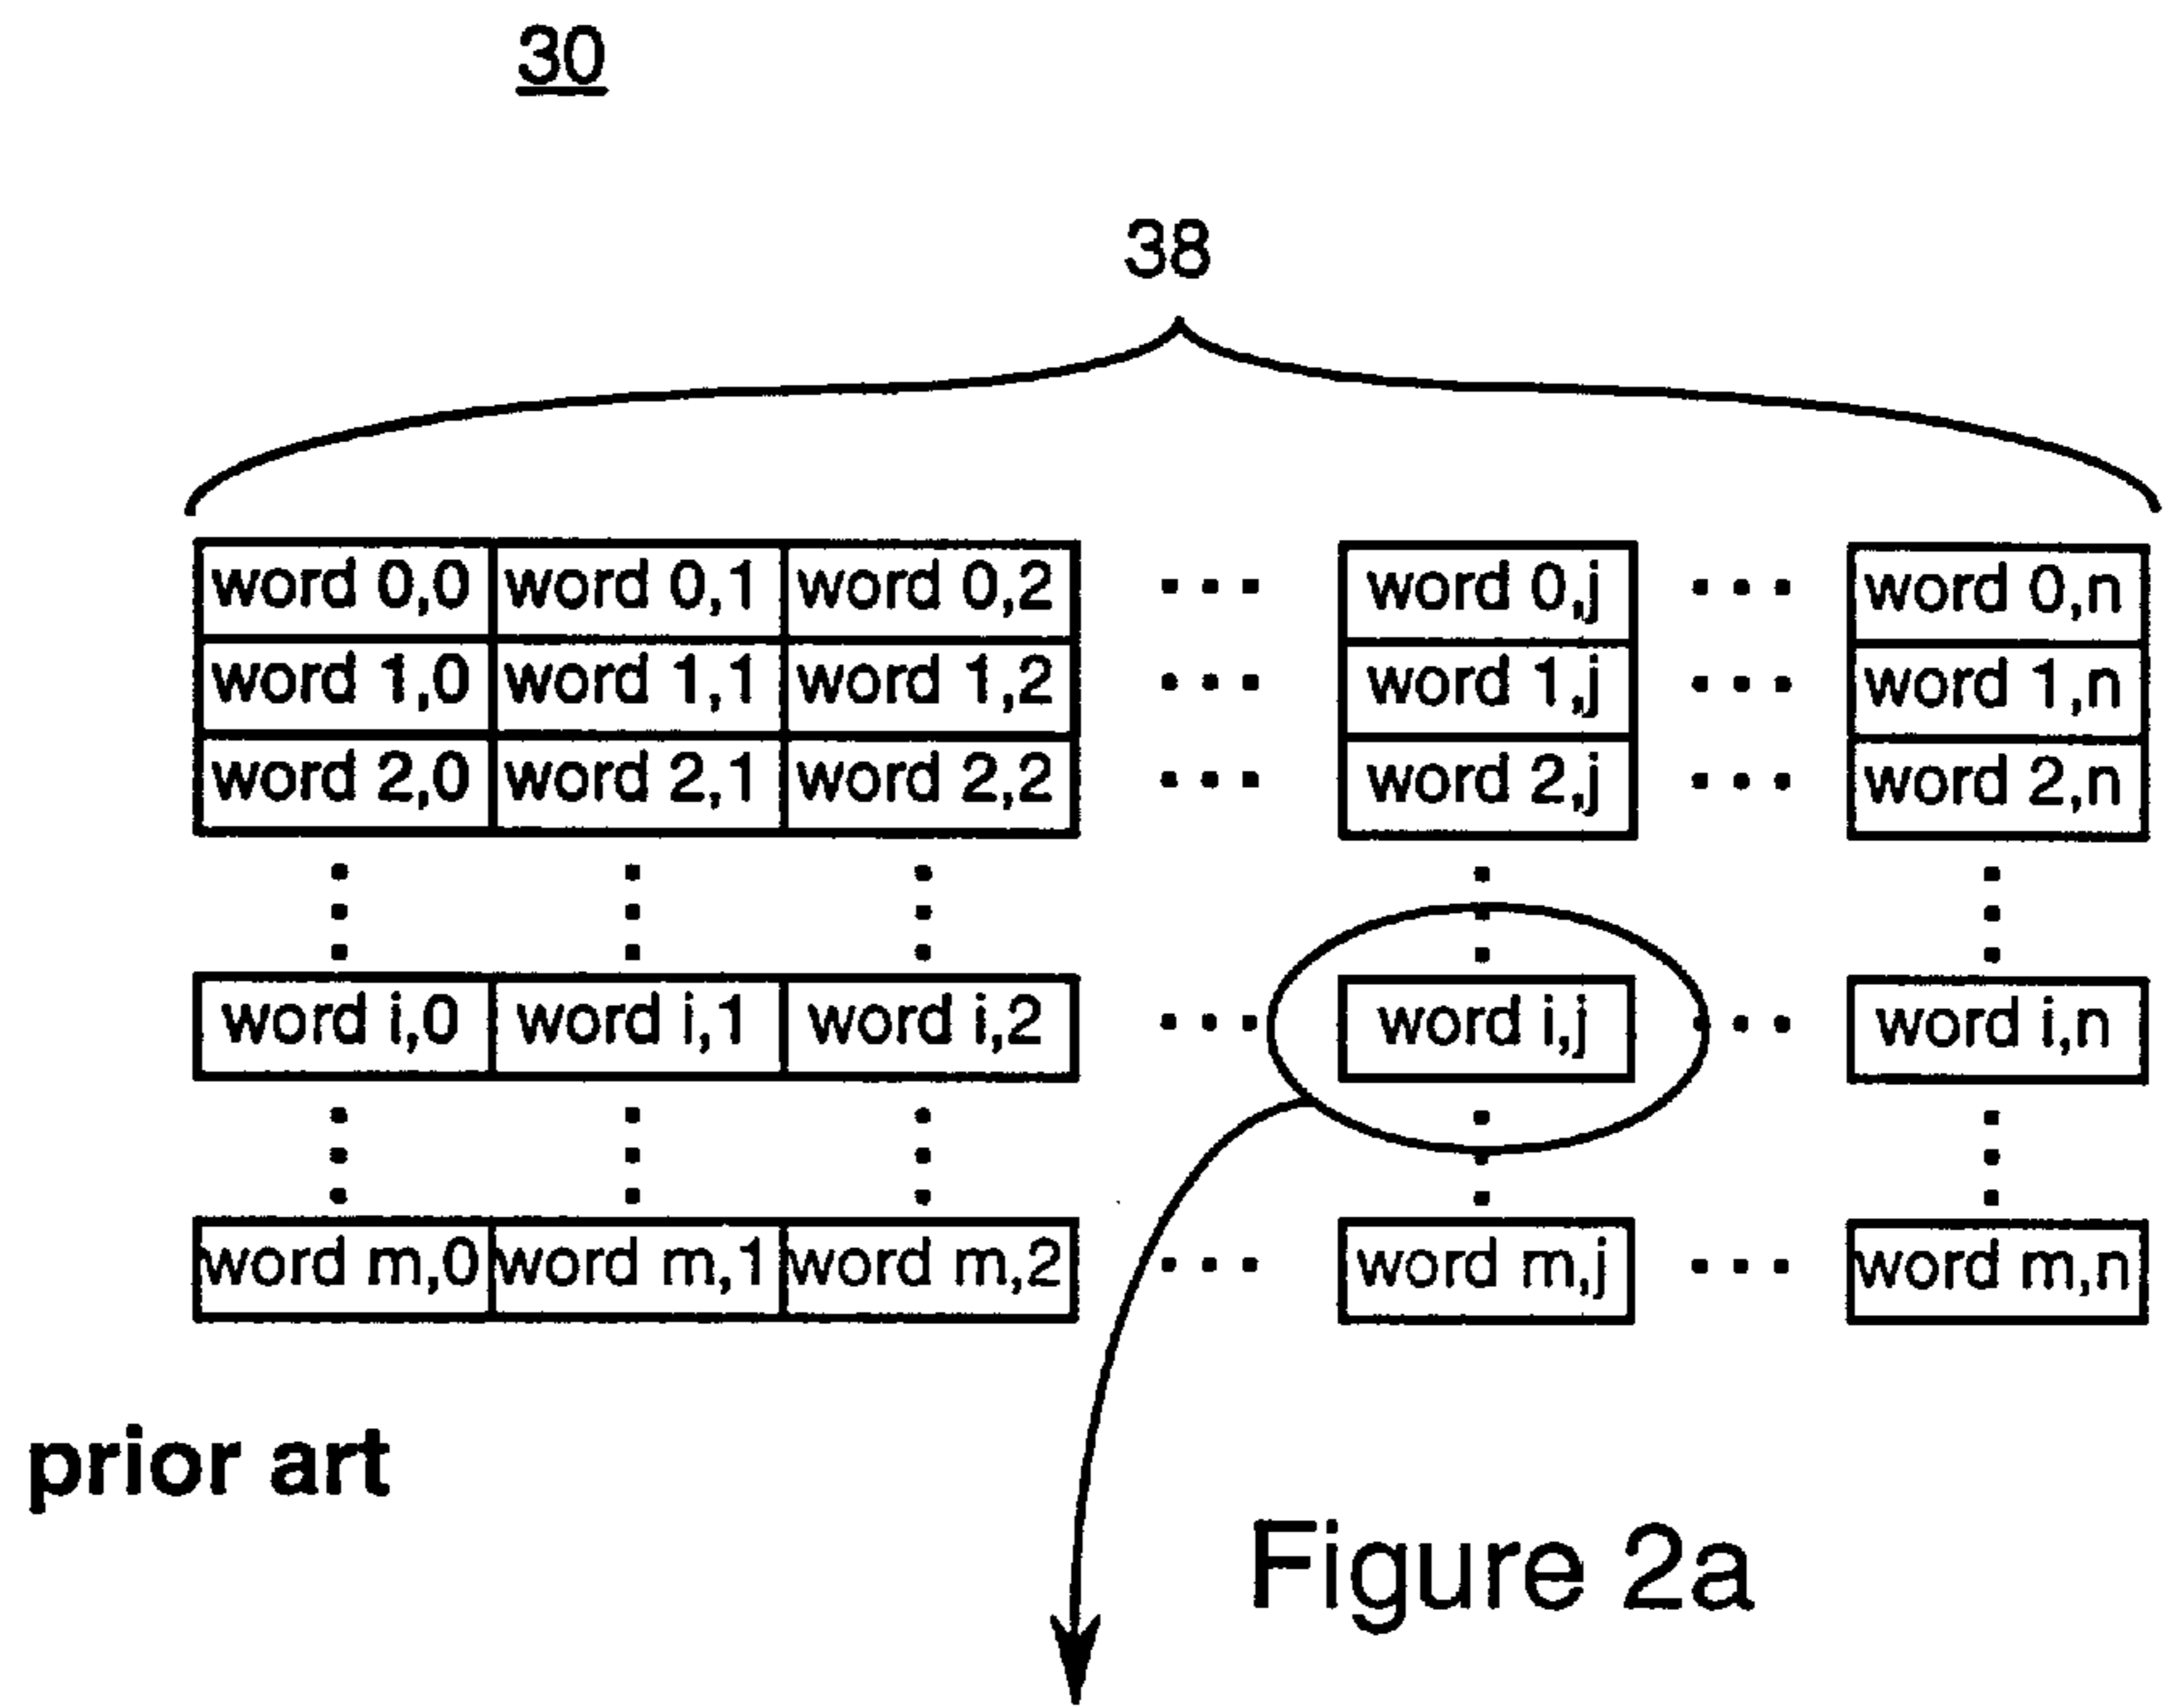 30
38
word 0,0 word 0,1 word 0,2 ... word 0,j ... word 0,n
word 1,0 word 1,1 word 1,2 ... word 1,j ... word 1,n
word 2,0 word 2,1 word 2,2 ... word 2,j ... word 2,n
word i,0 word i,1 word i,2 ... word i,j ... word i,n
word m,0 word m,1 word m,2 ... word m,j ... word m,n
prior art
Figure 2a